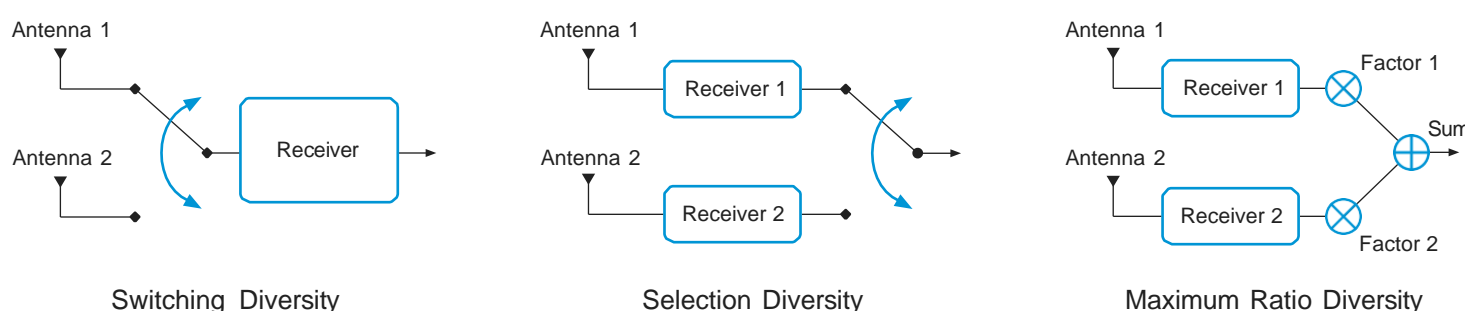 Antenna 1
Receiver
Antenna 2
Switching Diversity
Antenna 1
Receiver 1
Antenna 2
Receiver 2
Selection Diversity
Antenna 1
Receiver 1
Factor 1
Sum
Antenna 2
Receiver 2
Factor 2
Maximum Ratio Diversity